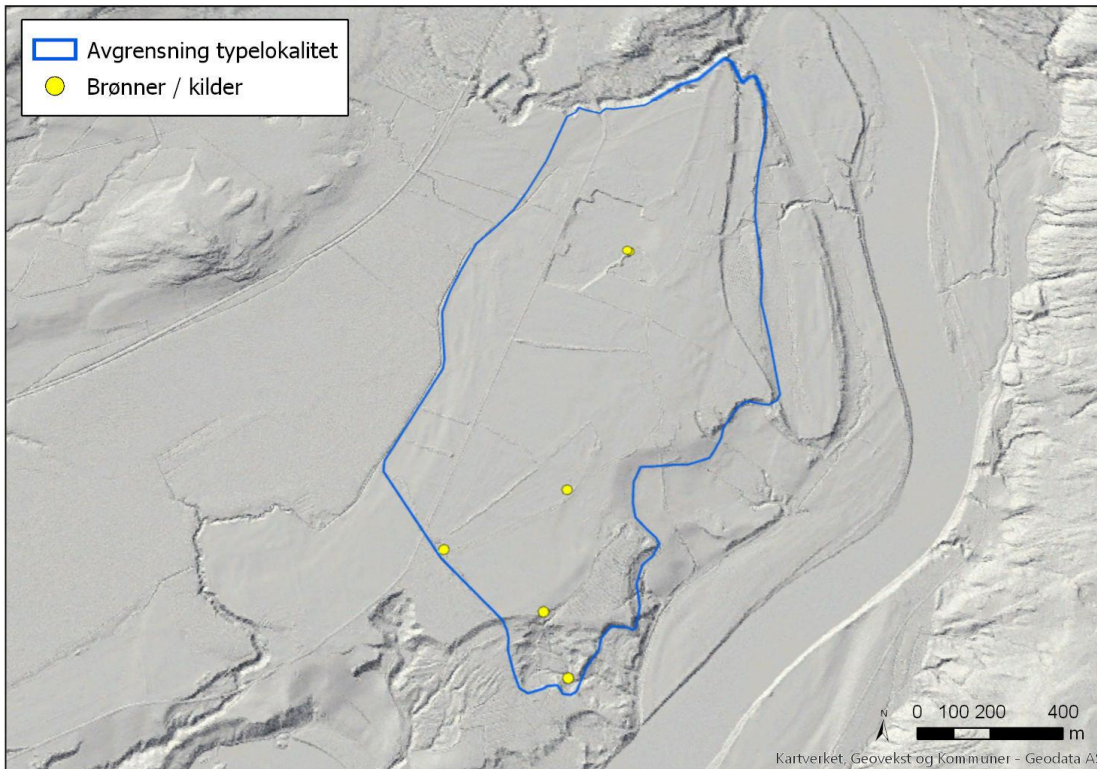 Avgrensning typelokalitet
Brønner / kilder
N
0 100 200 400
m
Kartverket, Geovekst og Kommuner - Geodata AS